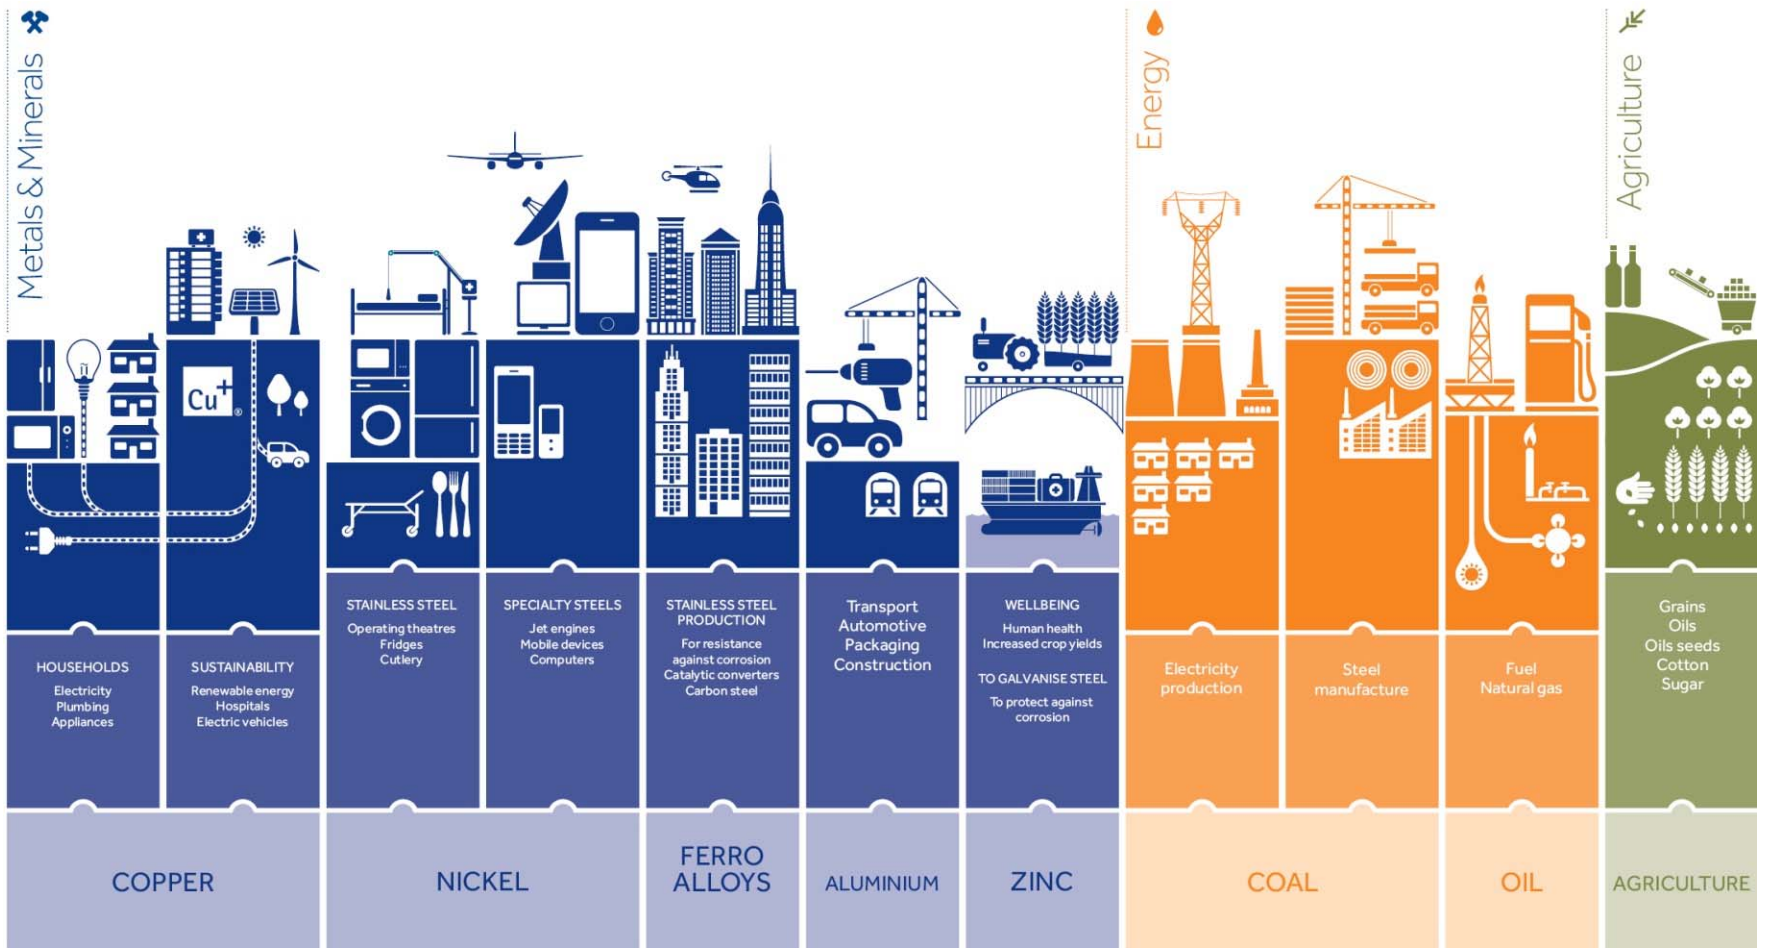 Metals & Minerals
Energy
Agriculture
Cu+
®
HOUSEHOLDS
Electricity
Plumbing
Appliances
SUSTAINABILITY
Renewable energy
Hospitals
Electric vehicles
STAINLESS STEEL
Operating theatres
Fridges
Cutlery
SPECIALTY STEELS
Jet engines
Mobile devices
Computers
STAINLESS STEEL
PRODUCTION
For resistance
against corrosion
Catalytic converters
Carbon steel
Transport
Automotive
Packaging
Construction
WELLBEING
Human health
Increased crop yields
TO GALVANISE STEEL
To protect against
corrosion
Electricity
production
Steel
manufacture
Fuel
Natural gas
Grains
Oils
Oils seeds
Cotton
Sugar
COPPER
NICKEL
FERRO
ALLOYS
ALUMINIUM
ZINC
COAL
OIL
AGRICULTURE